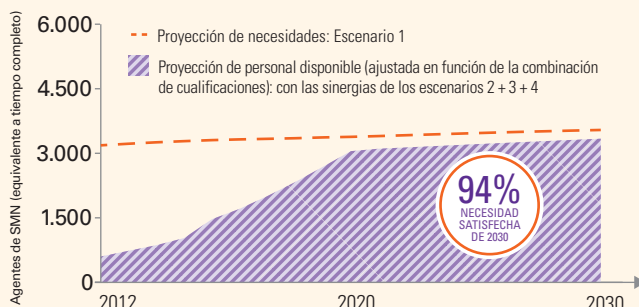 Agentes de SMN (equivalente a tiempo completo)
6.000
4.500
3.000
1.500
0
Proyección de necesidades: Escenario 1
Proyección de personal disponible (ajustada en función de la combinación
de cualificaciones): con las sinergias de los escenarios 2 + 3 + 4
94%
NECESIDAD
SATISFECHA
DE 2030
2012
2020
2030